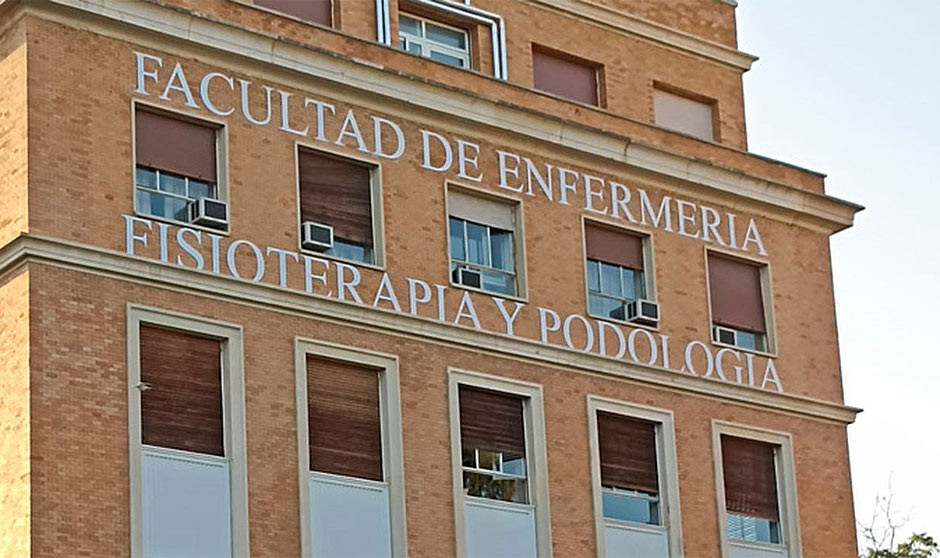 FACULTAD DE ENFERMERIA
FISIOTERAPIA Y PODOLOGIA